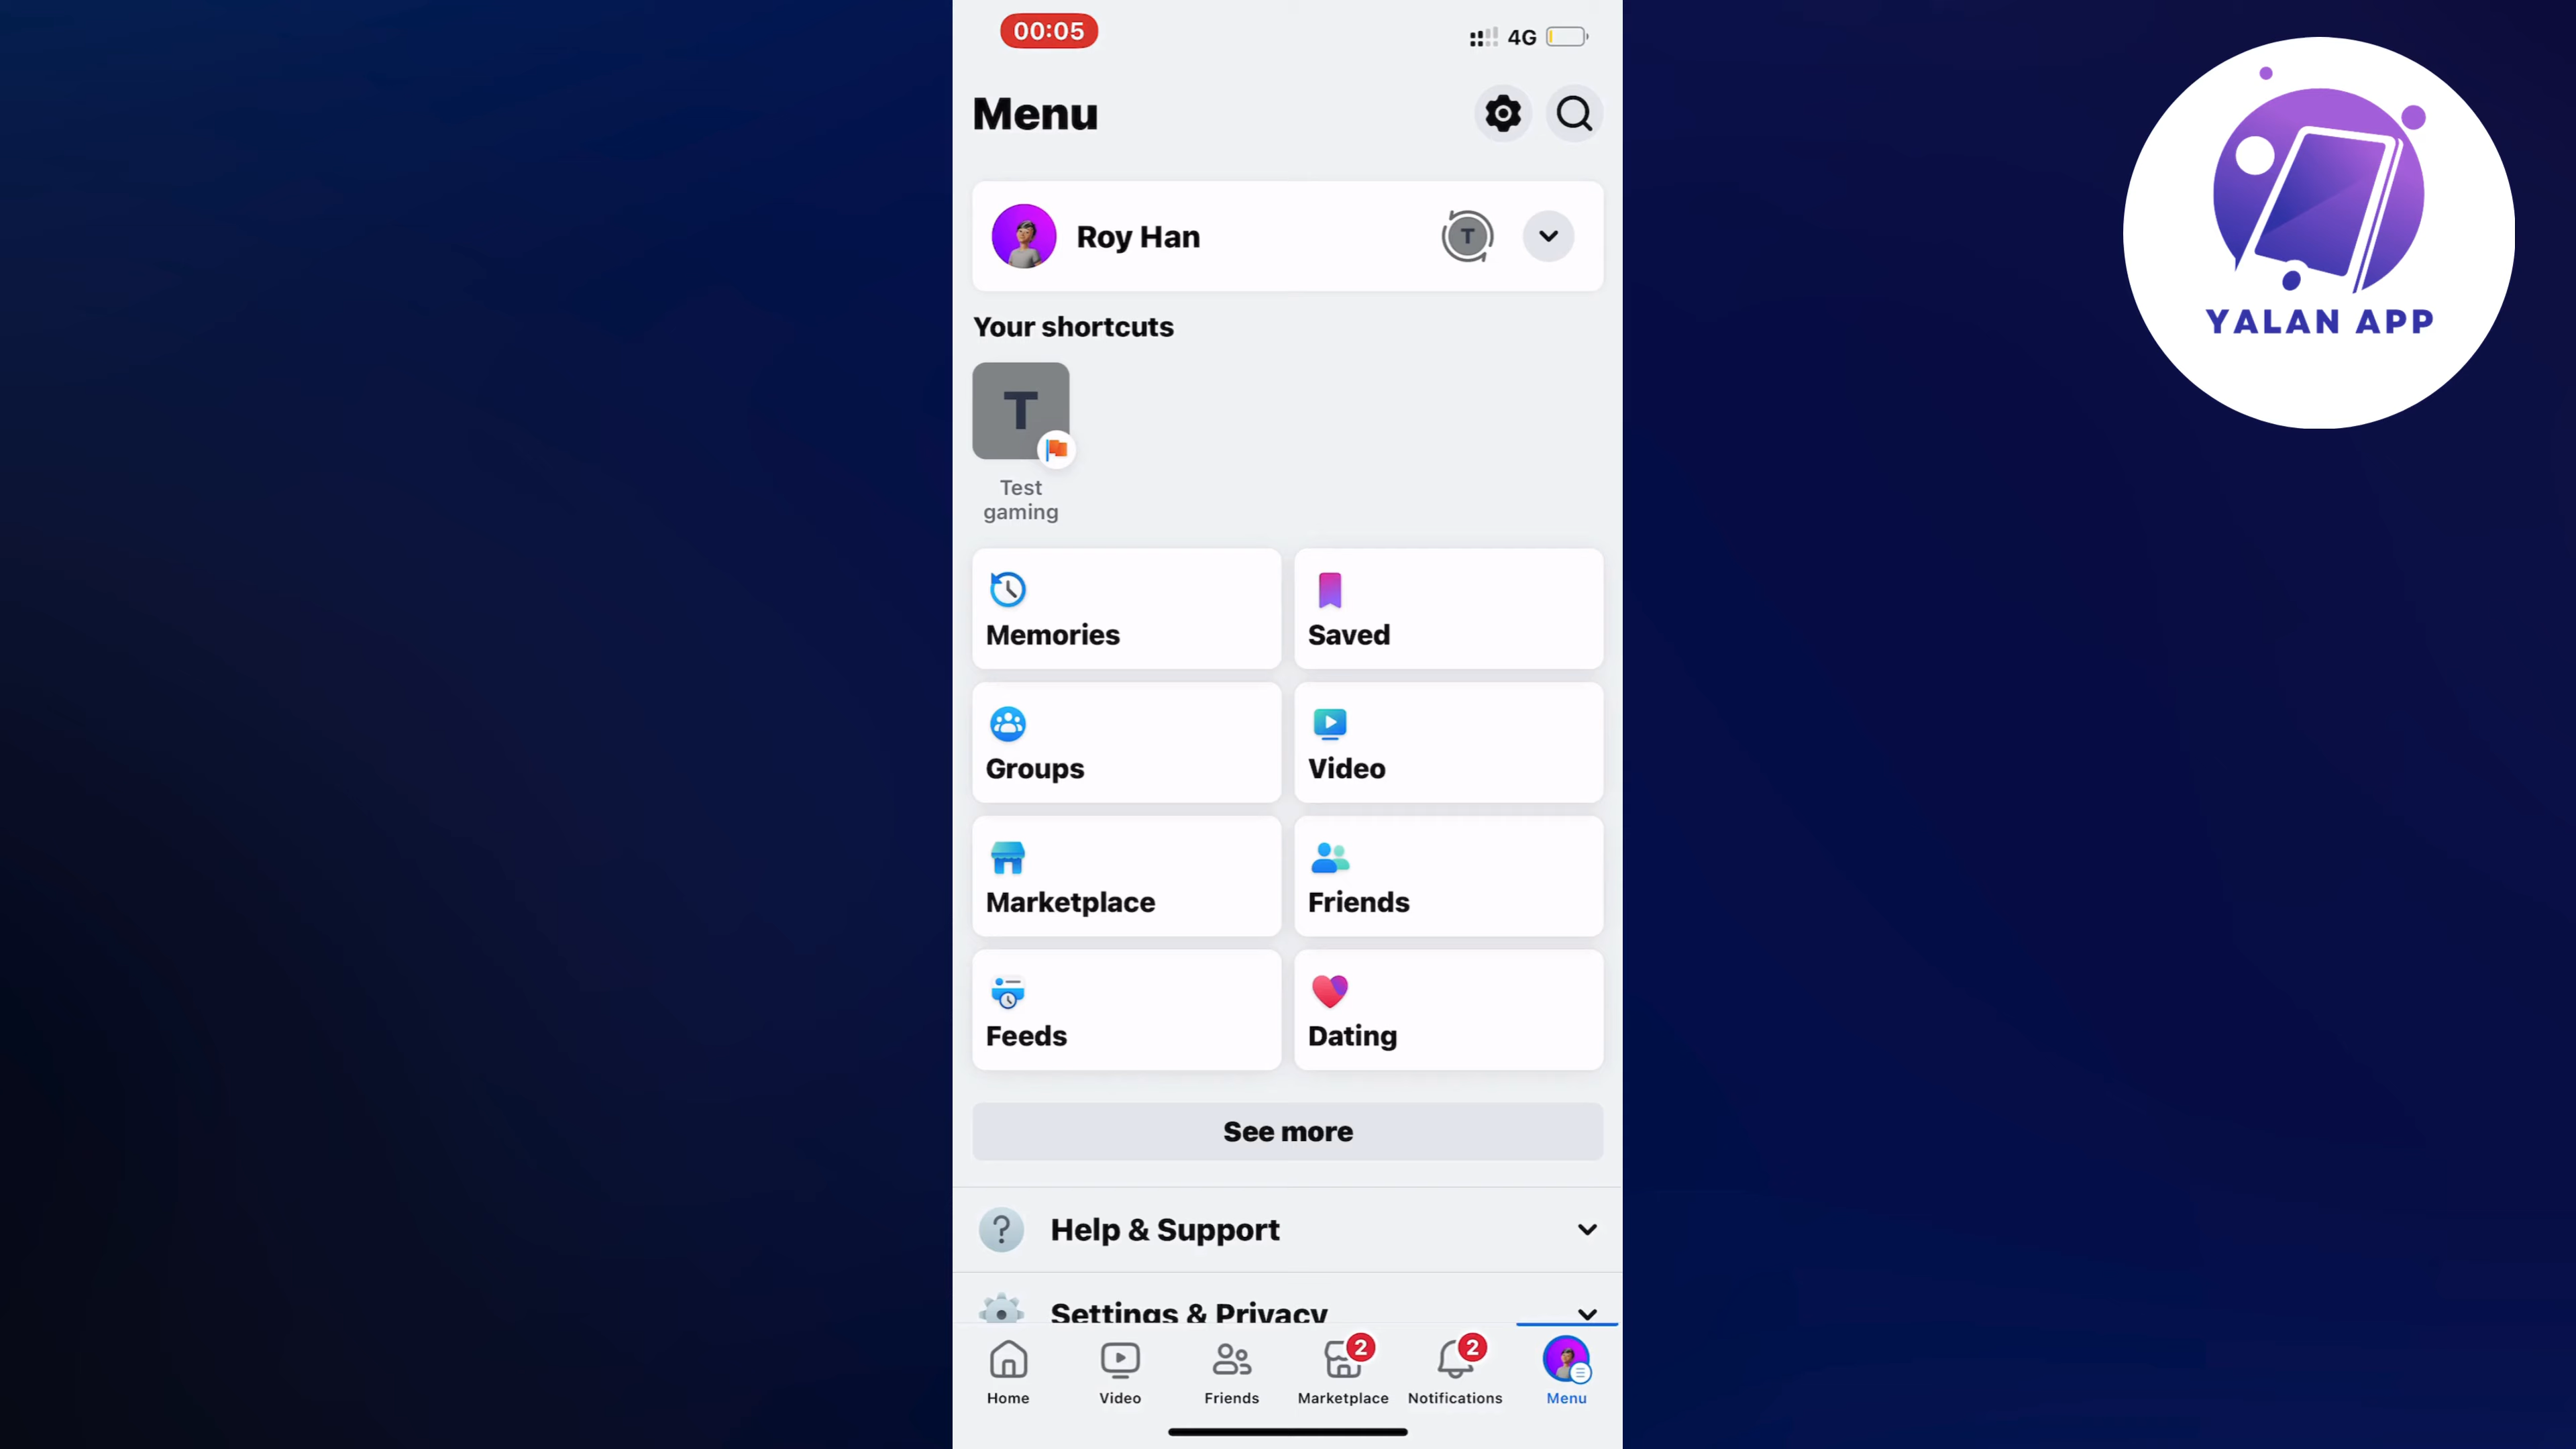 00:05
4G
Menu
Roy Han
T
Your shortcuts
T
Test
gaming
Memories
Saved
Groups
Video
Marketplace
Friends
Feeds
Dating
See more
Help & Support
Settings & Privacy
2
2
Home
Video
Friends
Marketplace
Notifications
Menu
YALAN APP